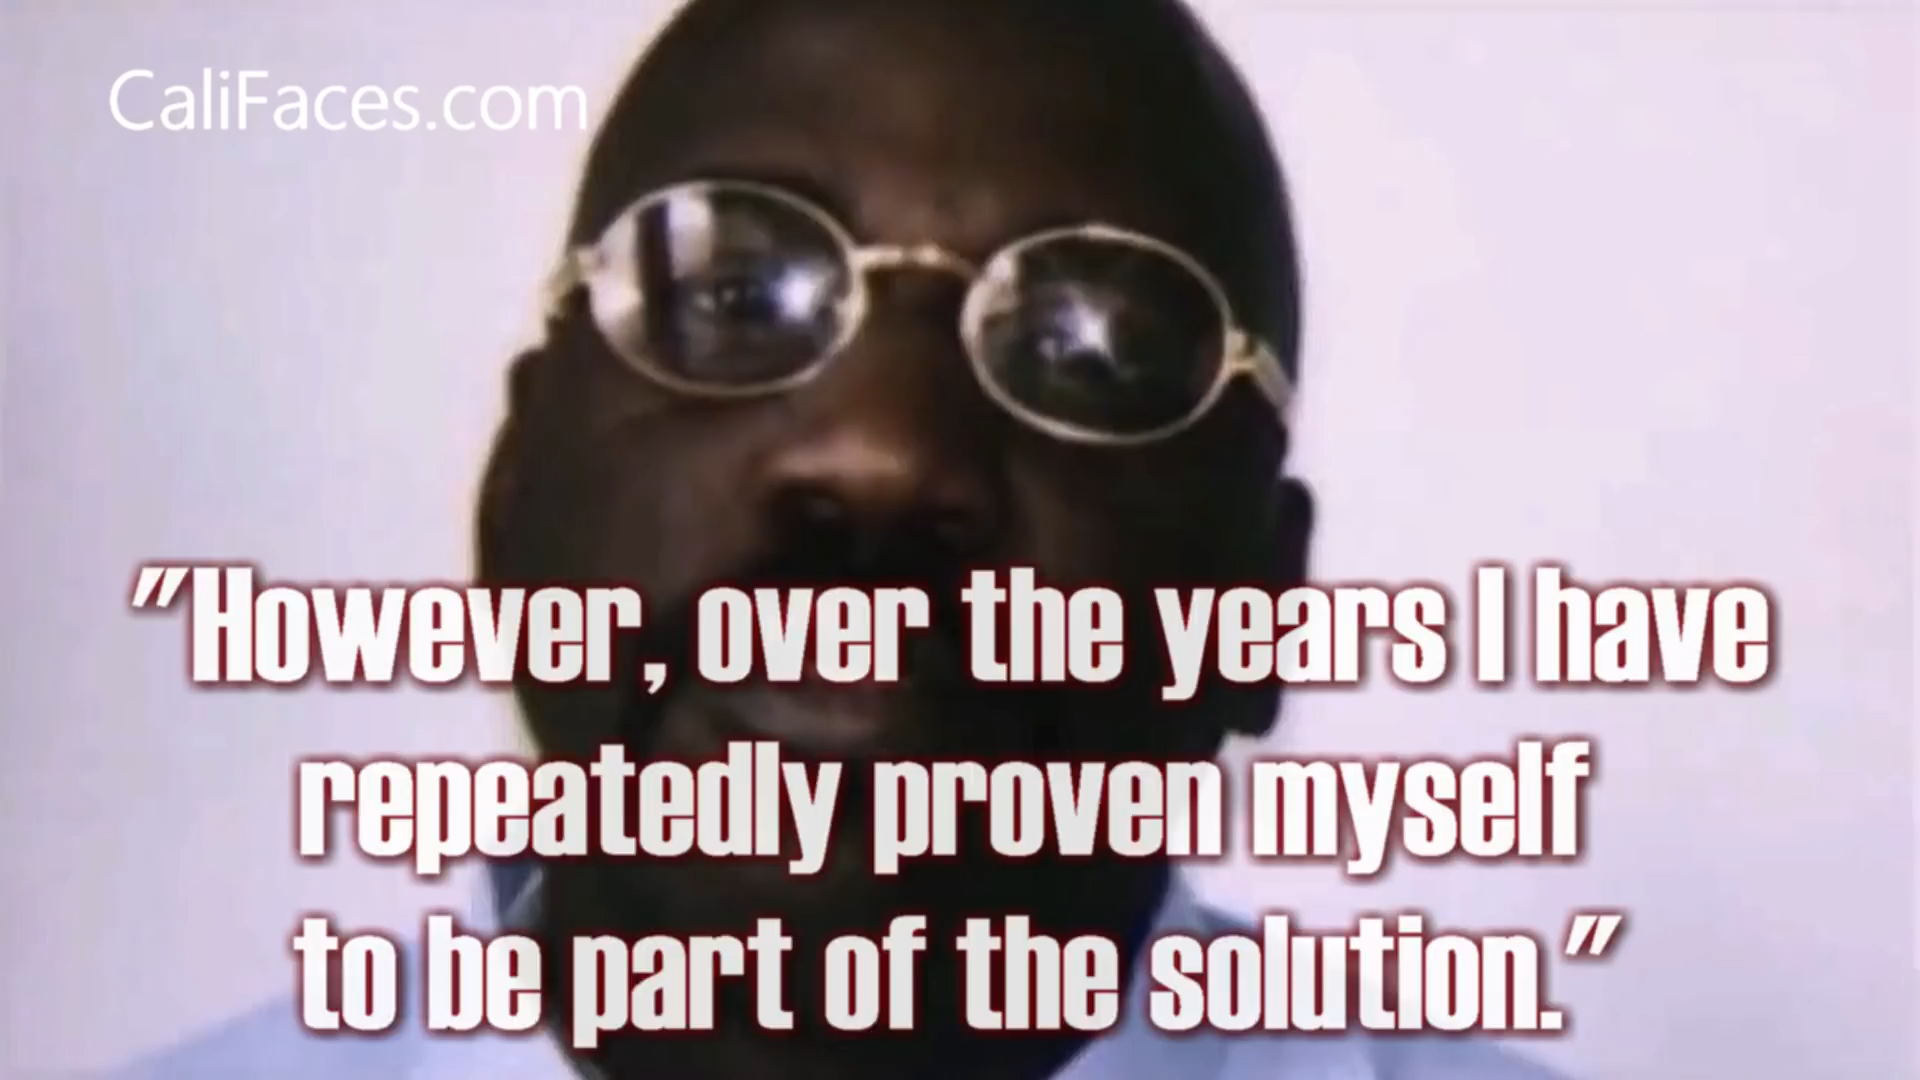 CaliFaces.com
"However, over the years I have
repeatedly proven myself
to be part of the solution."